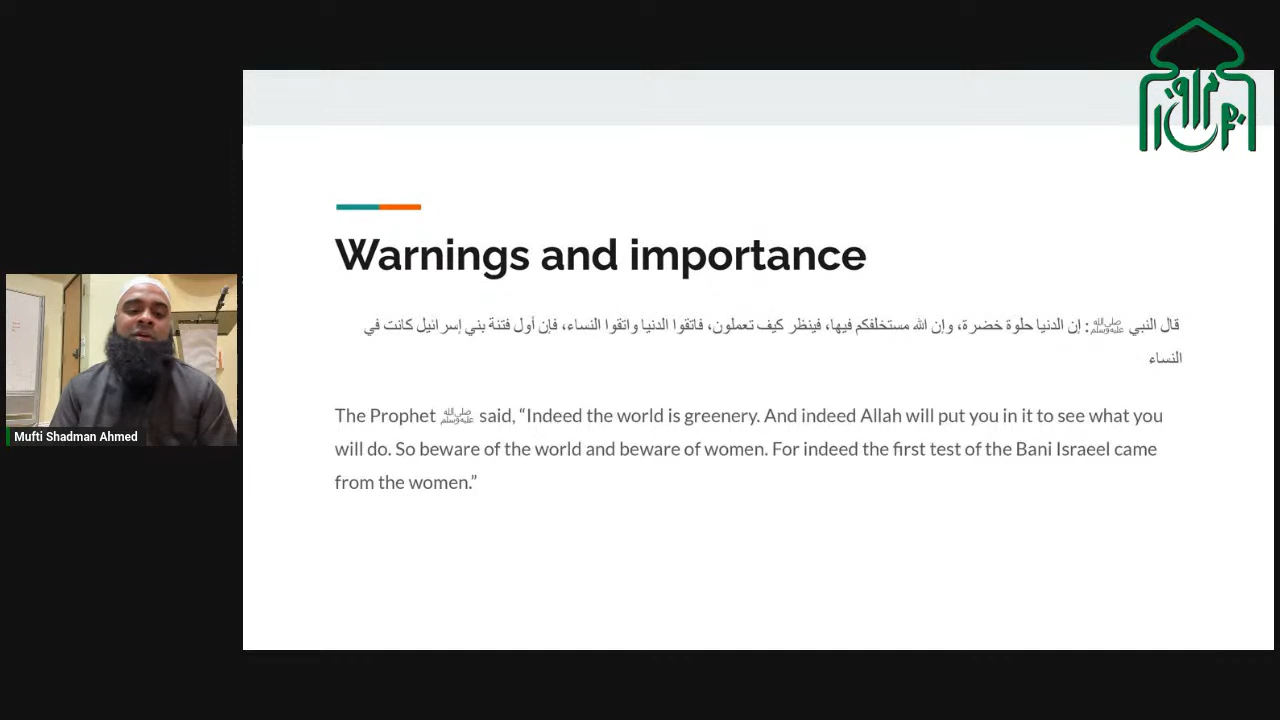 Warnings and importance
قال النبي ﷺ: إن الدنيا حلوة خضرة، وإن الله مستخلفكم فيها، فينظر كيف تعملون، فاتقوا الدنيا واتقوا النساء، فإن أول فتنة بني إسرائيل كانت في
النساء
The Prophet ﷺ said, “Indeed the world is greenery. And indeed Allah will put you in it to see what you
will do. So beware of the world and beware of women. For indeed the first test of the Bani Israeel came
from the women.”
Mufti Shadman Ahmed